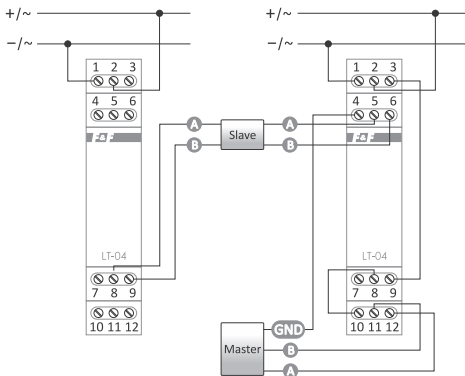 +/~ +/~
−/~ −/~
1 2 3 1 2 3
4 5 6 4 5 6
A Slave A
B B
F&F F&F
LT-04 LT-04
7 8 9 7 8 9
10 11 12 10 11 12
GND
Master B
A